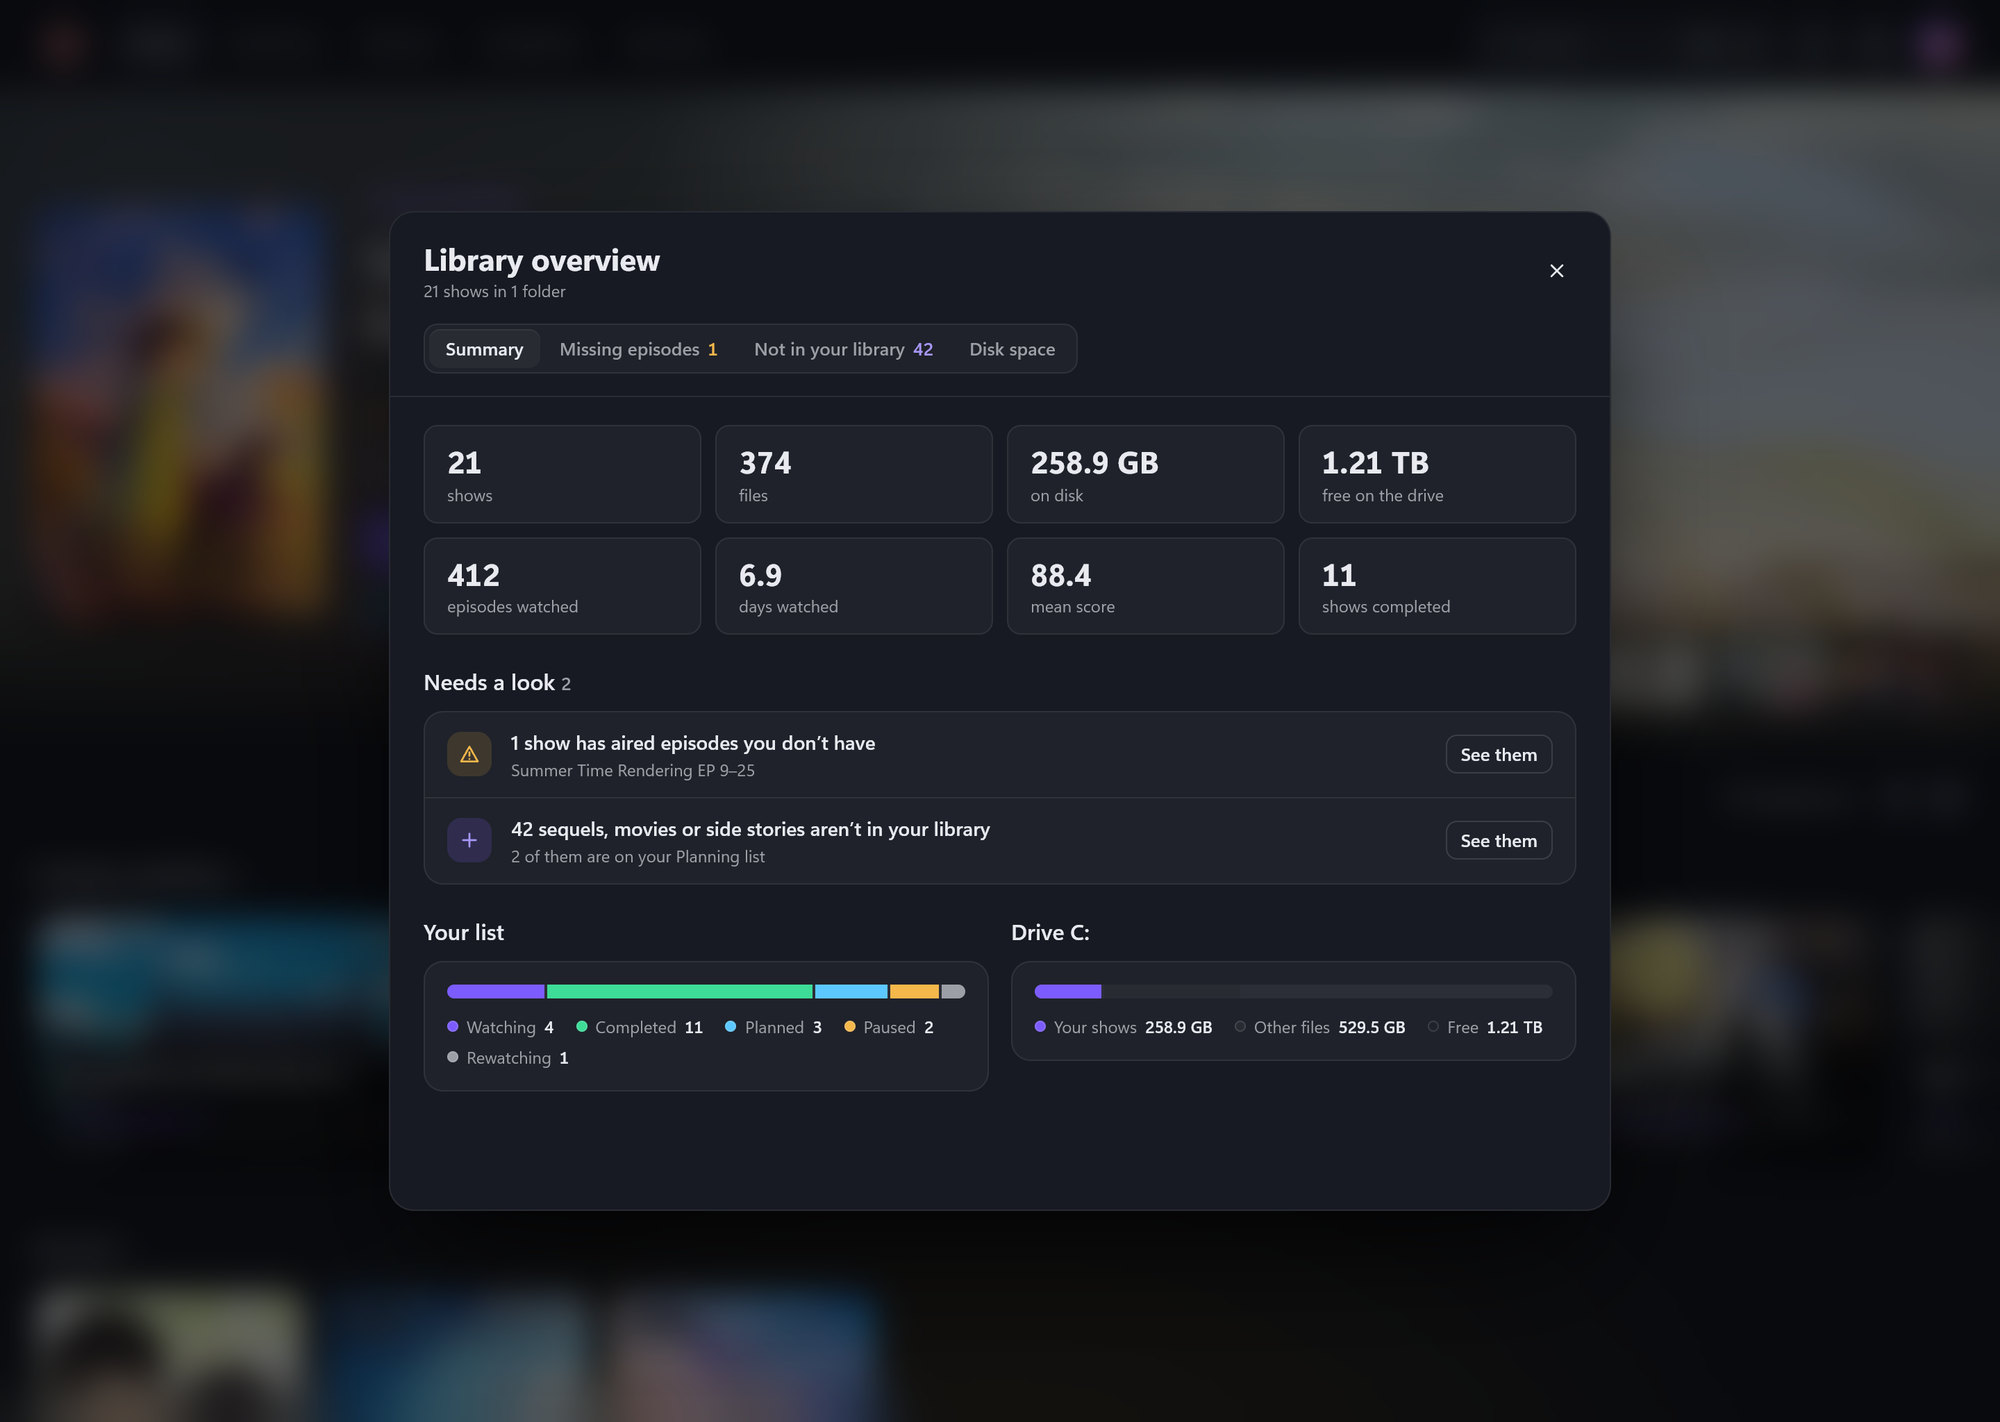 Library overview
21 shows in 1 folder
Summary
Missing episodes 1
Not in your library 42
Disk space
21
shows
374
files
258.9 GB
on disk
1.21 TB
free on the drive
412
episodes watched
6.9
days watched
88.4
mean score
11
shows completed
Needs a look 2
1 show has aired episodes you don’t have
Summer Time Rendering EP 9–25
See them
42 sequels, movies or side stories aren’t in your library
2 of them are on your Planning list
See them
Your list
Watching 4
Completed 11
Planned 3
Paused 2
Rewatching 1
Drive C:
Your shows 258.9 GB
Other files 529.5 GB
Free 1.21 TB